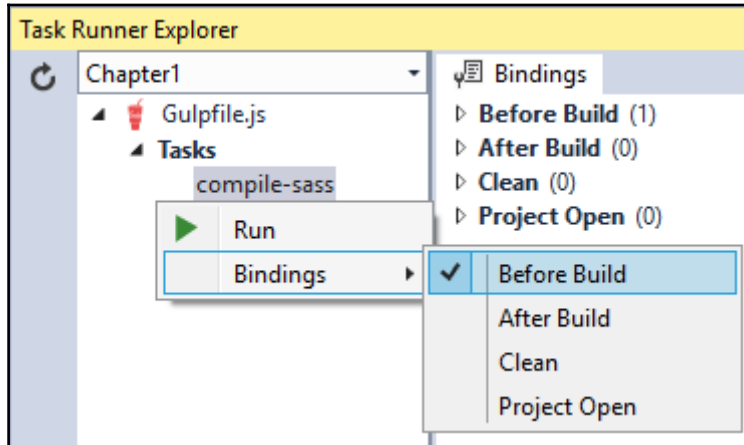 Task Runner Explorer
Chapter1
Bindings
Gulpfile.js
Before Build (1)
Tasks
After Build (0)
compile-sass
Clean (0)
Project Open (0)
Run
Bindings
Before Build
After Build
Clean
Project Open